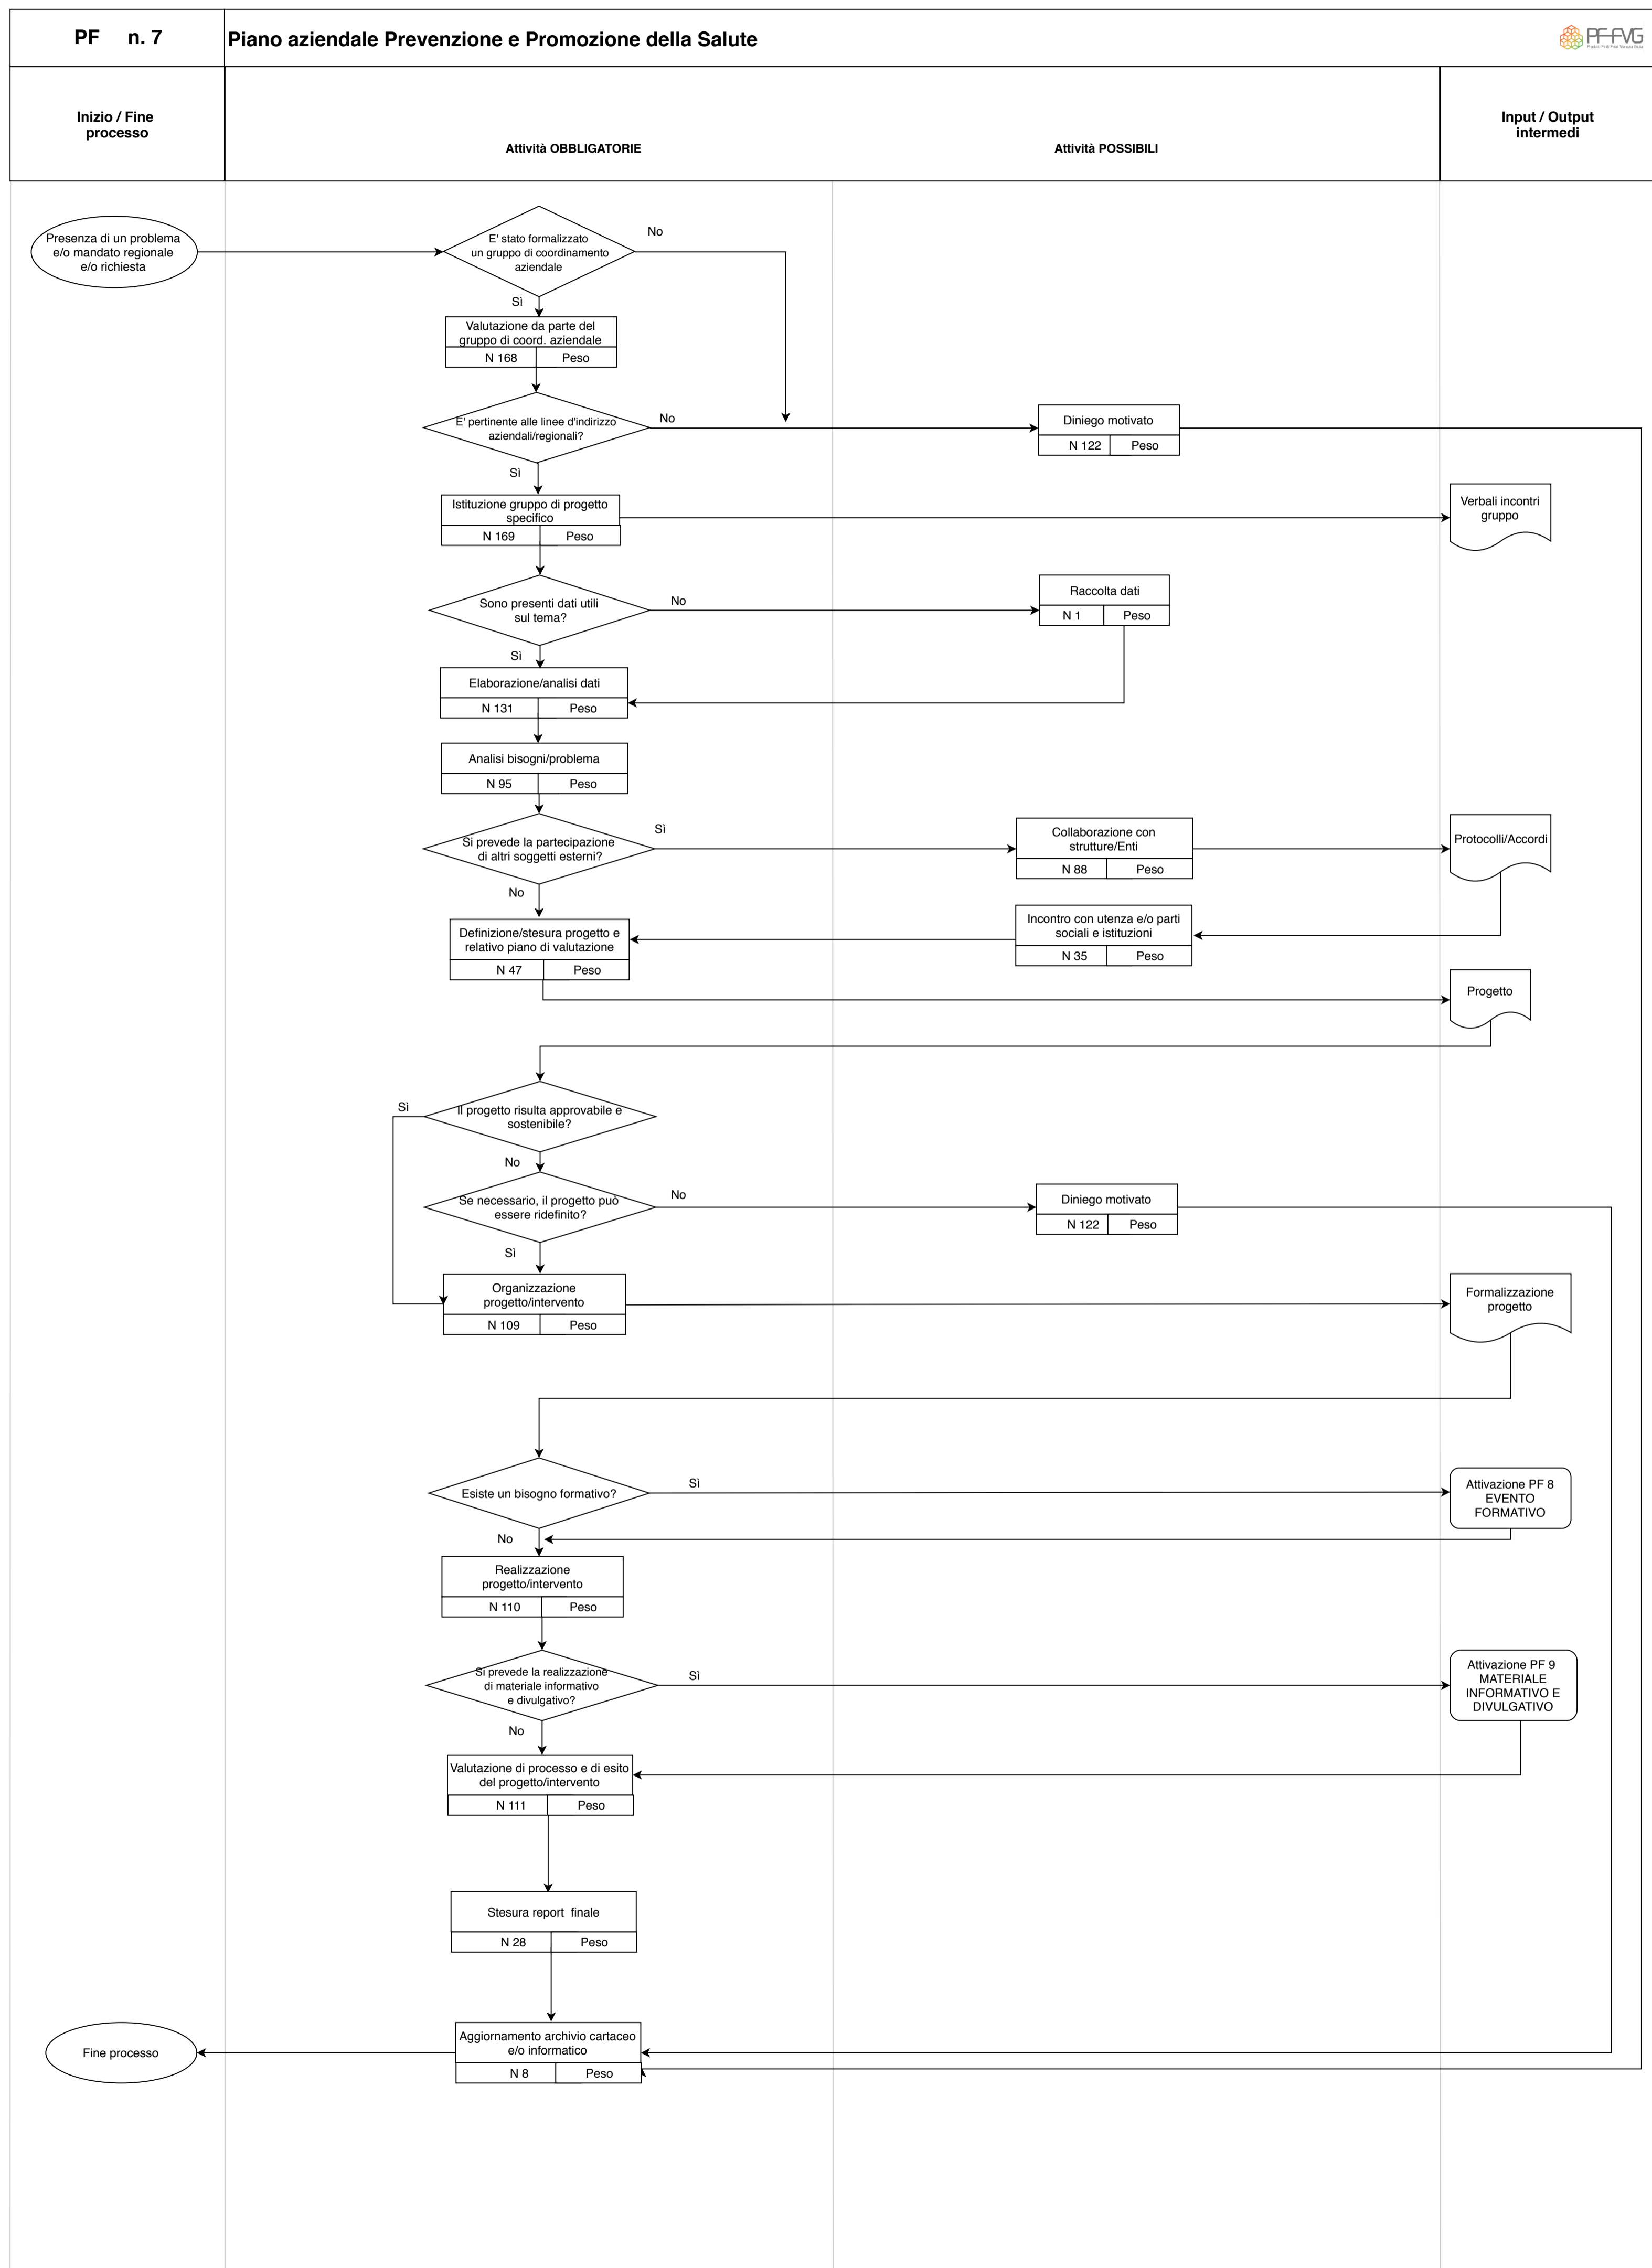 PF n. 7
Piano aziendale Prevenzione e Promozione della Salute
PF-FVG
Inizio / Fine
processo
Attività OBBLIGATORIE
Attività POSSIBILI
Input / Output
intermedi
Presenza di un problema
e/o mandato regionale
e/o richiesta
E' stato formalizzato
un gruppo di coordinamento
aziendale
No
Sì
Valutazione da parte del
gruppo di coord. aziendale
N 168 Peso
E' pertinente alle linee d'indirizzo
aziendali/regionali?
No
Diniego motivato
N 122 Peso
Sì
Istituzione gruppo di progetto
specifico
N 169 Peso
Verbali incontri
gruppo
Sono presenti dati utili
sul tema?
No
Raccolta dati
N 1 Peso
Sì
Elaborazione/analisi dati
N 131 Peso
Analisi bisogni/problema
N 95 Peso
Si prevede la partecipazione
di altri soggetti esterni?
Sì
Collaborazione con
strutture/Enti
N 88 Peso
Protocolli/Accordi
No
Definizione/stesura progetto e
relativo piano di valutazione
N 47 Peso
Incontro con utenza e/o parti
sociali e istituzioni
N 35 Peso
Progetto
Sì
Il progetto risulta approvabile e
sostenibile?
No
Se necessario, il progetto può
essere ridefinito?
No
Diniego motivato
N 122 Peso
Sì
Organizzazione
progetto/intervento
N 109 Peso
Formalizzazione
progetto
Esiste un bisogno formativo?
Sì
Attivazione PF 8
EVENTO
FORMATIVO
No
Realizzazione
progetto/intervento
N 110 Peso
Si prevede la realizzazione
di materiale informativo
e divulgativo?
Sì
Attivazione PF 9
MATERIALE
INFORMATIVO E
DIVULGATIVO
No
Valutazione di processo e di esito
del progetto/intervento
N 111 Peso
Stesura report finale
N 28 Peso
Aggiornamento archivio cartaceo
e/o informatico
N 8 Peso
Fine processo